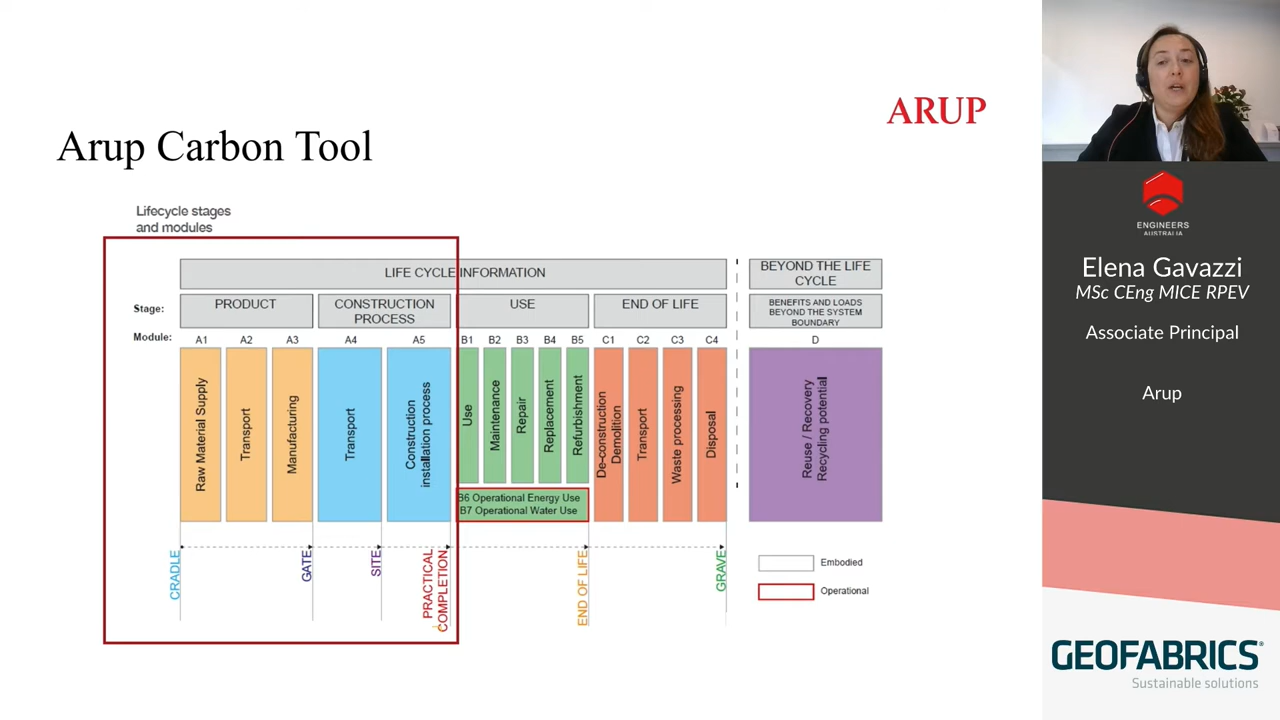 ARUP
Arup Carbon Tool
Lifecycle stages
and modules
LIFE CYCLE INFORMATION
BEYOND THE LIFE
CYCLE
Stage:
PRODUCT
CONSTRUCTION
PROCESS
USE
END OF LIFE
BENEFITS AND LOADS
BEYOND THE SYSTEM
BOUNDARY
Module:
A1
A2
A3
A4
A5
B1
B2
B3
B4
B5
C1
C2
C3
C4
D
Raw Material Supply
Transport
Manufacturing
Transport
Construction
installation process
Use
Maintenance
Repair
Replacement
Refurbishment
De-construction
Demolition
Transport
Waste processing
Disposal
Reuse / Recovery
Recycling potential
B6 Operational Energy Use
B7 Operational Water Use
CRADLE
GATE
SITE
PRACTICAL
COMPLETION
END OF LIFE
GRAVE
Embodied
Operational
ENGINEERS
AUSTRALIA
Elena Gavazzi
MSc CEng MICE RPEV
Associate Principal
Arup
GEOFABRICS®
Sustainable solutions